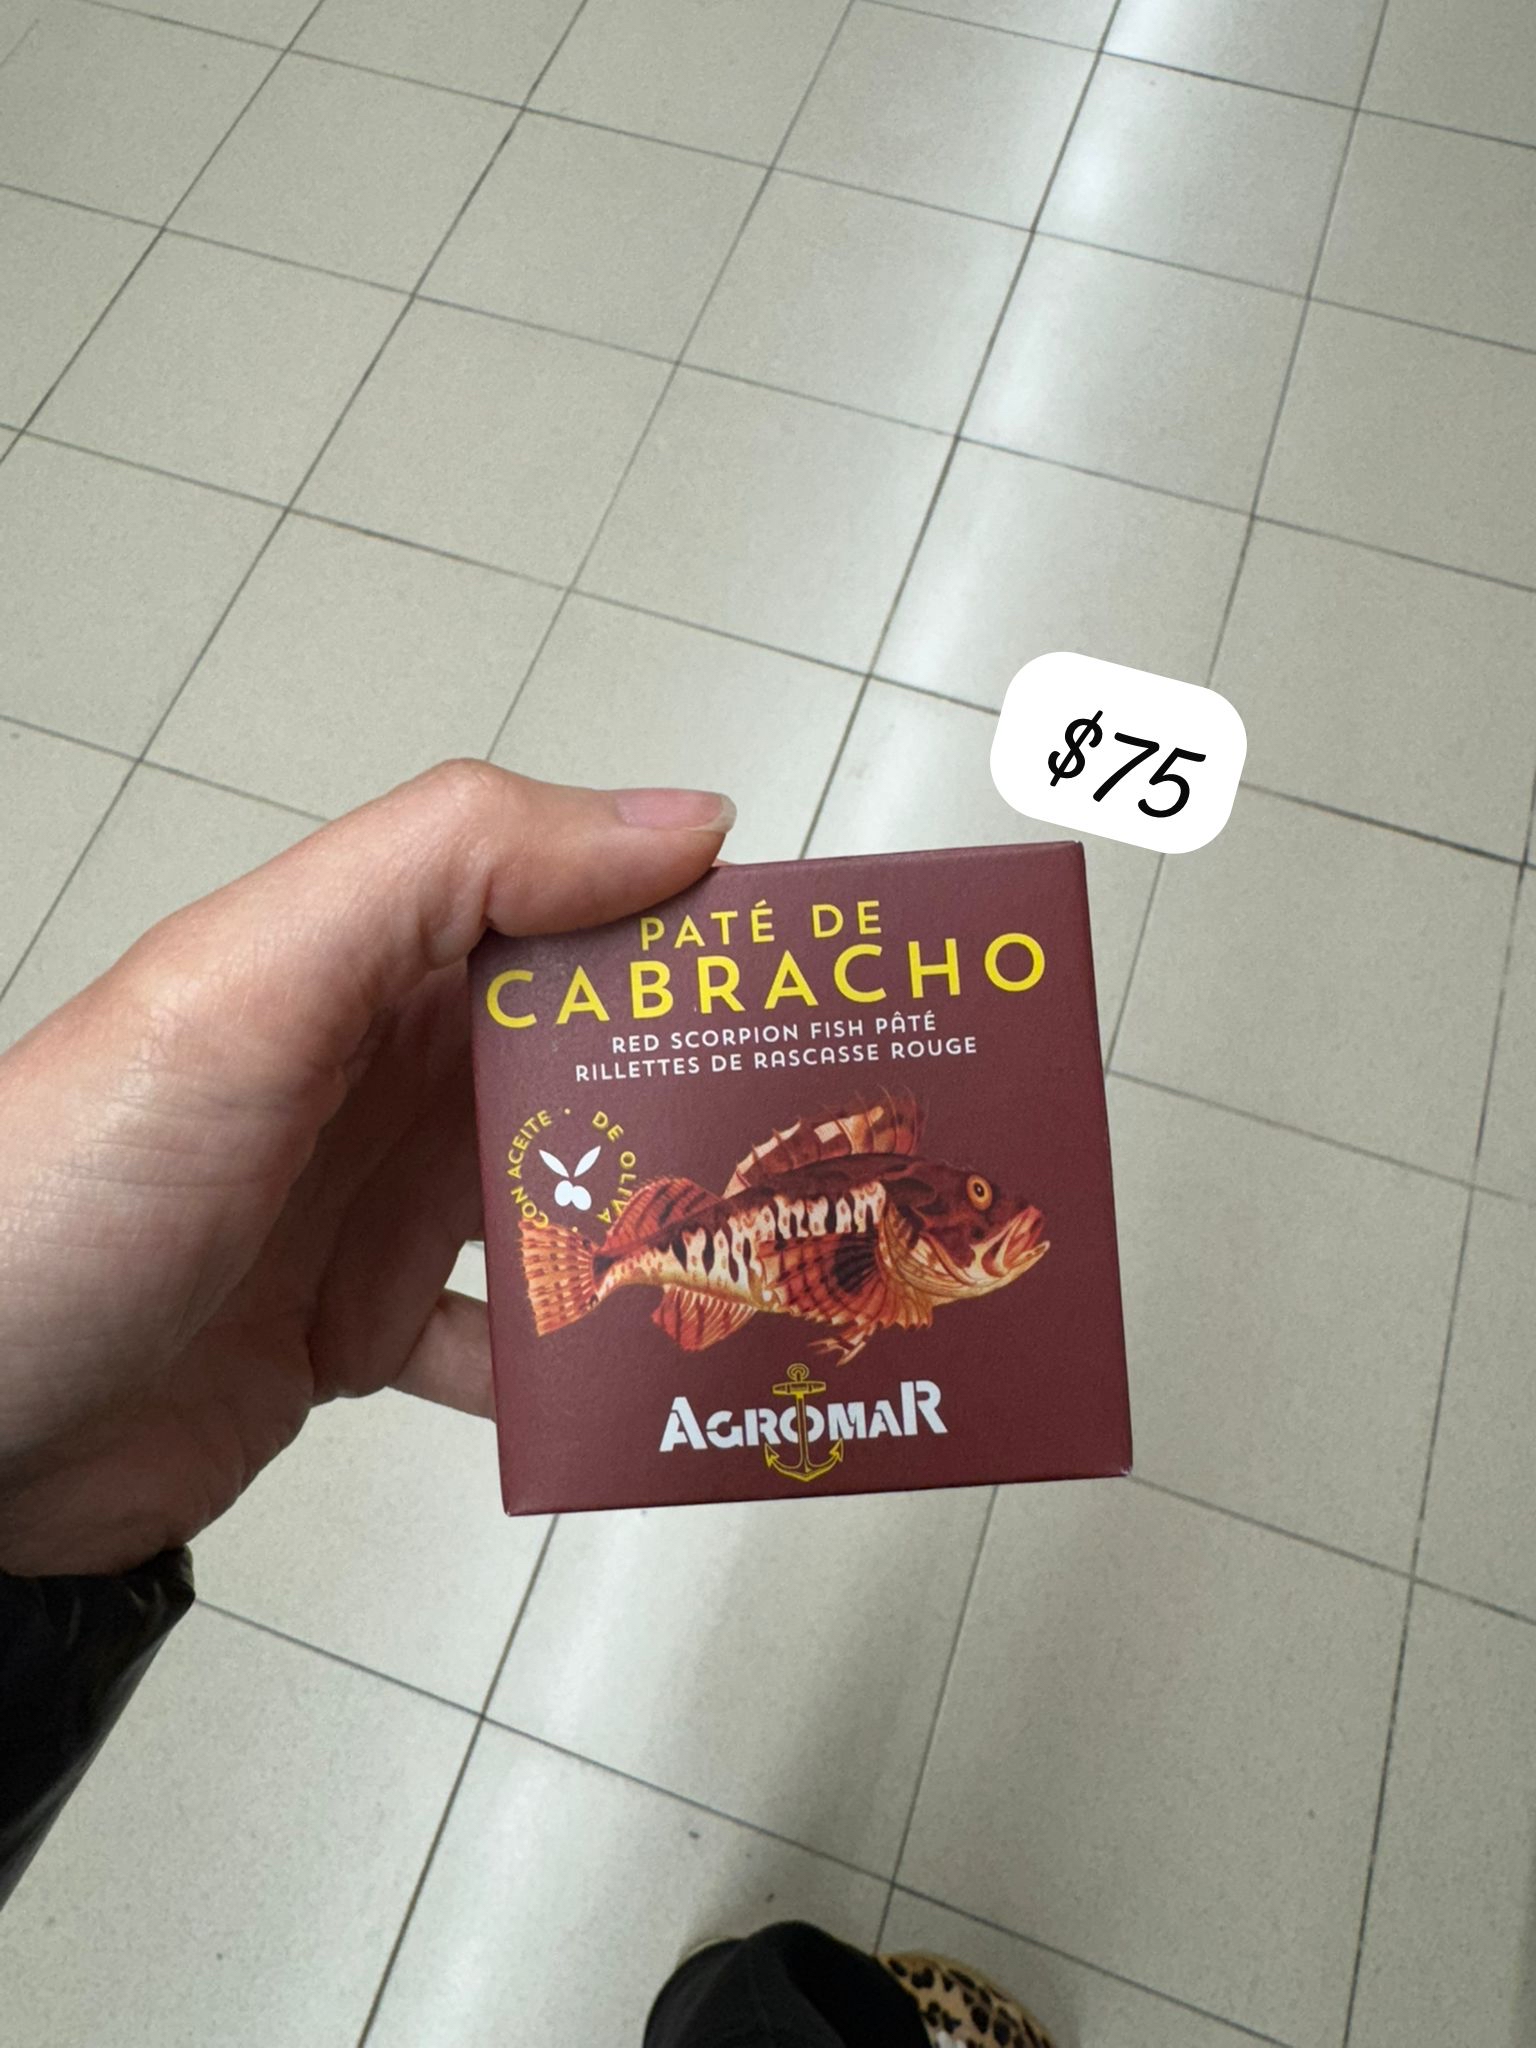 $75
PATÉ DE
CABRACHO
RED SCORPION FISH PÂTÉ
RILLETTES DE RASCASSE ROUGE
CON ACEITE • DE OLIVA •
AGROMAR